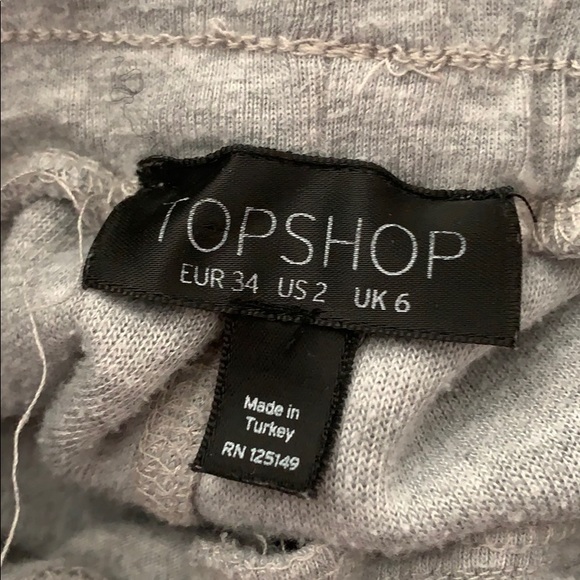 TOPSHOP
EUR 34 US 2 UK 6
Made in
Turkey
RN 125149